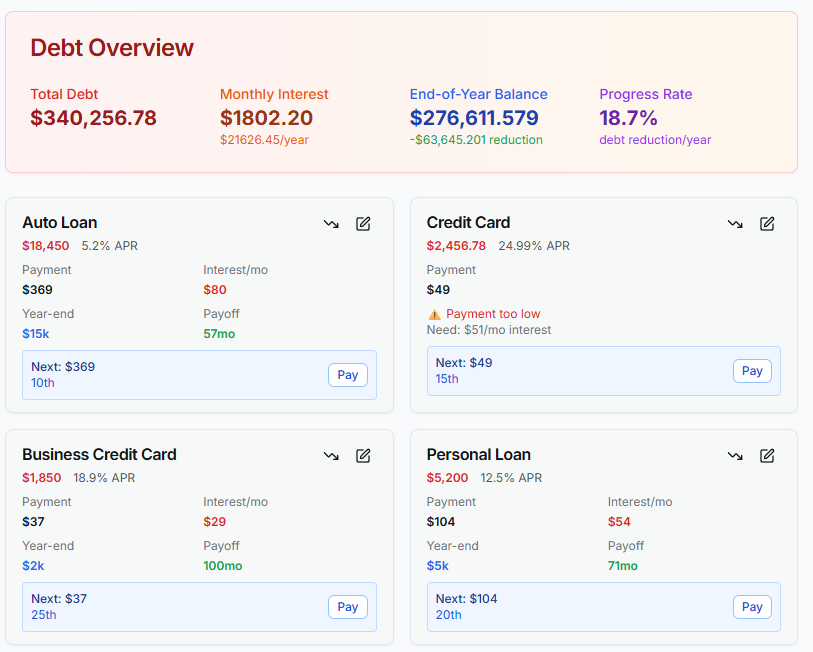 Debt Overview
Total Debt Monthly Interest End-of-Year Balance Progress Rate
$340,256.78 $1802.20 $276,611.579 18.7%
$21626.45/year -$63,645.201 reduction debt reduction/year
Auto Loan
$18,450 5.2% APR
Payment Interest/mo
$369 $80
Year-end Payoff
$15k 57mo
Next: $369
10th
Pay
Credit Card
$2,456.78 24.99% APR
Payment
$49
Payment too low
Need: $51/mo interest
Next: $49
15th
Pay
Business Credit Card
$1,850 18.9% APR
Payment Interest/mo
$37 $29
Year-end Payoff
$2k 100mo
Next: $37
25th
Pay
Personal Loan
$5,200 12.5% APR
Payment Interest/mo
$104 $54
Year-end Payoff
$5k 71mo
Next: $104
20th
Pay